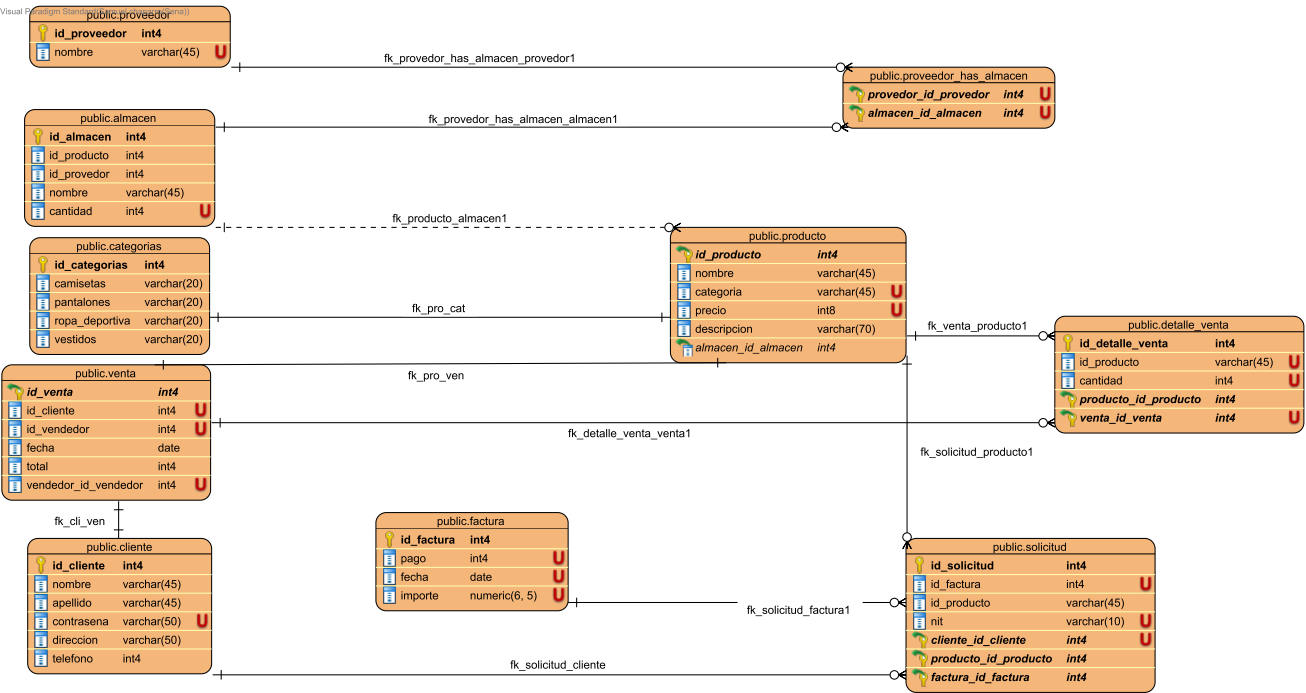 Visual Paradigm Standard
public.proveedor
id_proveedor int4
nombre varchar(45) U
fk_provedor_has_almacen_provedor1
public.proveedor_has_almacen
provedor_id_provedor int4 U
almacen_id_almacen int4 U
public.almacen
id_almacen int4
id_producto int4
id_provedor int4
nombre varchar(45)
cantidad int4 U
fk_provedor_has_almacen_almacen1
fk_producto_almacen1
public.categorias
id_categorias int4
camisetas varchar(20)
pantalones varchar(20)
ropa_deportiva varchar(20)
vestidos varchar(20)
fk_pro_cat
public.producto
id_producto int4
nombre varchar(45)
categoria varchar(45) U
precio int8 U
descripcion varchar(70)
almacen_id_almacen int4
fk_venta_producto1
public.detalle_venta
id_detalle_venta int4
id_producto varchar(45) U
cantidad int4 U
producto_id_producto int4
venta_id_venta int4 U
fk_pro_ven
public.venta
id_venta int4
id_cliente int4 U
id_vendedor int4 U
fecha date
total int4
vendedor_id_vendedor int4 U
fk_detalle_venta_venta1
fk_solicitud_producto1
fk_cli_ven
public.cliente
id_cliente int4
nombre varchar(45)
apellido varchar(45)
contrasena varchar(50) U
direccion varchar(50)
telefono int4
public.factura
id_factura int4
pago int4 U
fecha date U
importe numeric(6, 5) U
fk_solicitud_factura1
public.solicitud
id_solicitud int4
id_factura int4 U
id_producto varchar(45)
nit varchar(10) U
cliente_id_cliente int4 U
producto_id_producto int4
factura_id_factura int4
fk_solicitud_cliente